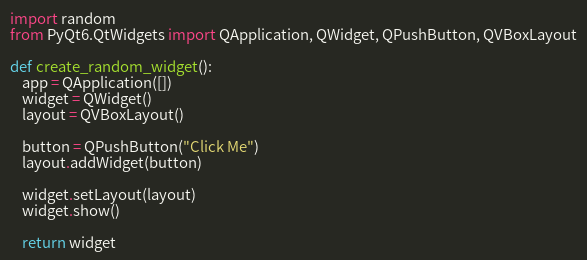 import random
from PyQt6.QtWidgets import QApplication, QWidget, QPushButton, QVBoxLayout

def create_random_widget():
    app = QApplication([])
    widget = QWidget()
    layout = QVBoxLayout()

    button = QPushButton("Click Me")
    layout.addWidget(button)

    widget.setLayout(layout)
    widget.show()

    return widget